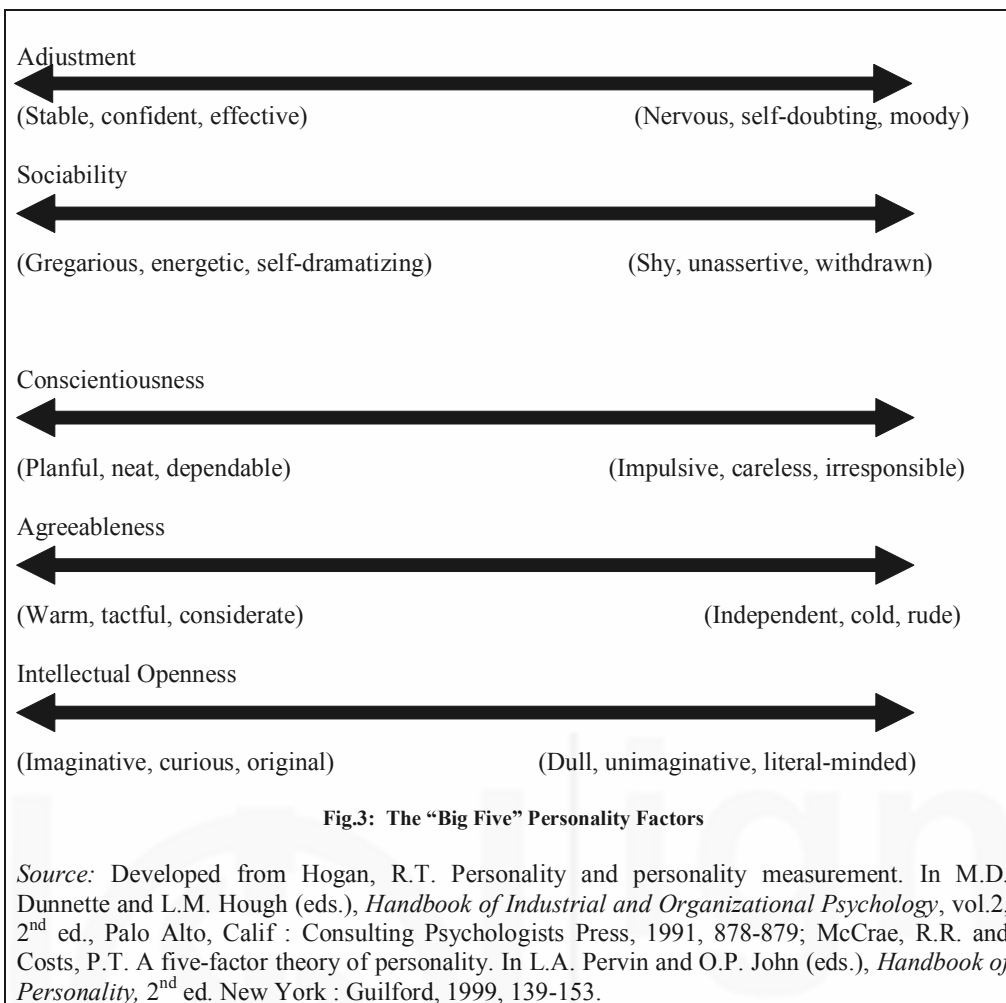 Adjustment
(Stable, confident, effective) (Nervous, self-doubting, moody)
Sociability
(Gregarious, energetic, self-dramatizing) (Shy, unassertive, withdrawn)
Conscientiousness
(Planful, neat, dependable) (Impulsive, careless, irresponsible)
Agreeableness
(Warm, tactful, considerate) (Independent, cold, rude)
Intellectual Openness
(Imaginative, curious, original) (Dull, unimaginative, literal-minded)
Fig.3: The “Big Five” Personality Factors
Source: Developed from Hogan, R.T. Personality and personality measurement. In M.D.
Dunnette and L.M. Hough (eds.), Handbook of Industrial and Organizational Psychology, vol.2,
2nd ed., Palo Alto, Calif : Consulting Psychologists Press, 1991, 878-879; McCrae, R.R. and
Costs, P.T. A five-factor theory of personality. In L.A. Pervin and O.P. John (eds.), Handbook of
Personality, 2nd ed. New York : Guilford, 1999, 139-153.